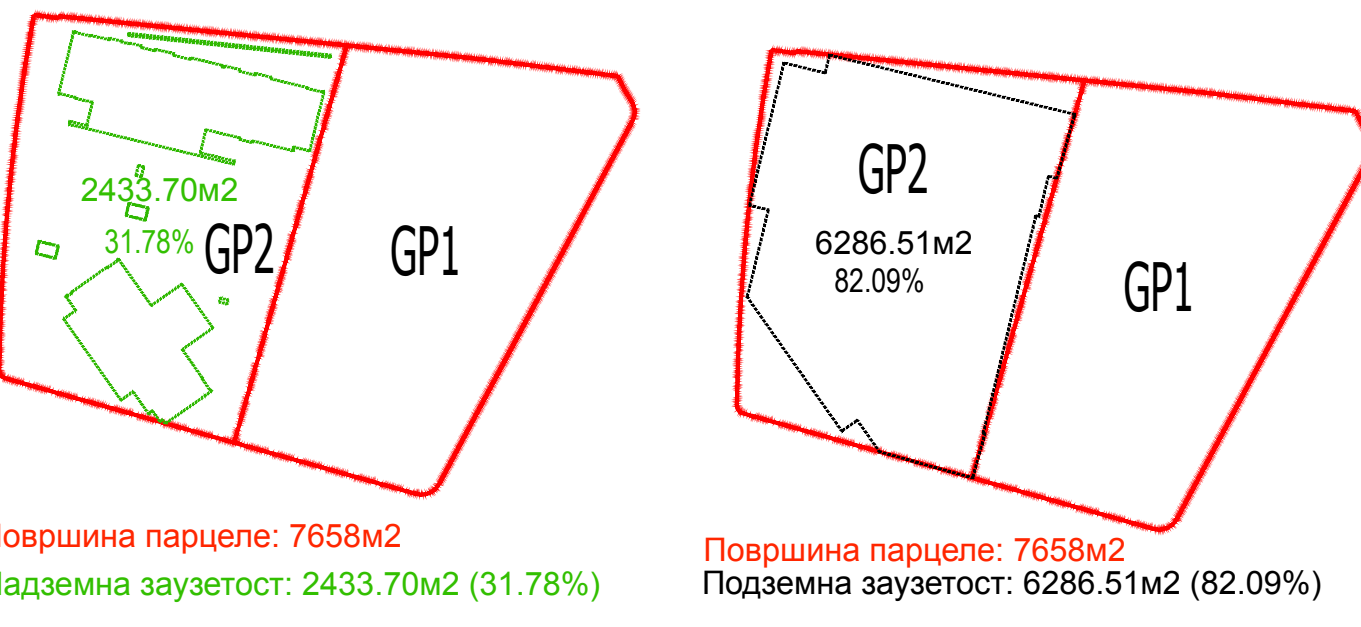 2433.70м2
31.78%
GP2
GP1
овршина парцеле: 7658м2
адземна заузетост: 2433.70м2 (31.78%)
GP2
6286.51м2
82.09%
GP1
Површина парцеле: 7658м2
Подземна заузетост: 6286.51м2 (82.09%)